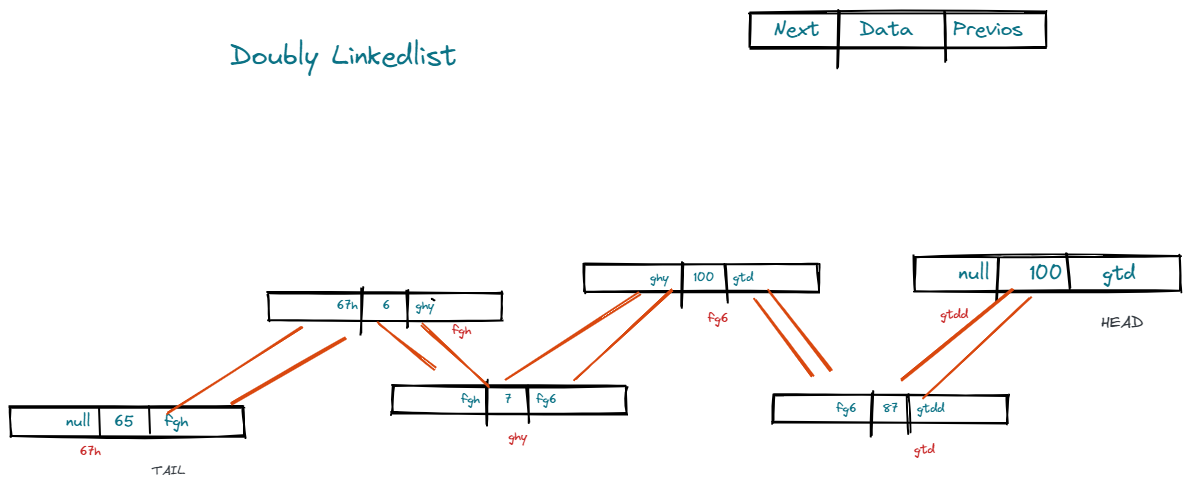 Next Data Previos
Doubly Linkedlist
null 100 gtd
gtdd
HEAD
ghy 100 gtd
fg6
67h 6 ghy
fgh
fgh 7 fg6
ghy
fg6 87 gtdd
gtd
null 65 fgh
67h
TAIL